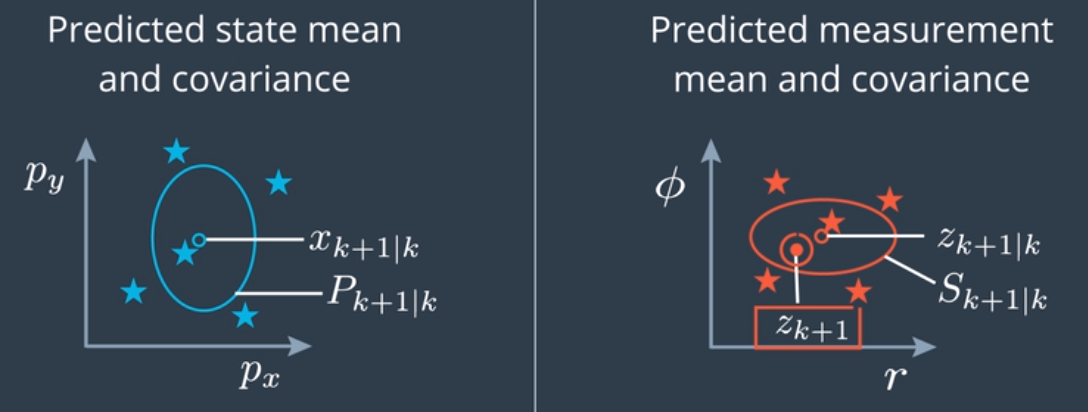 Predicted state mean
and covariance
p_y
x_{k+1|k}
P_{k+1|k}
p_x
Predicted measurement
mean and covariance
ϕ
z_{k+1|k}
S_{k+1|k}
z_{k+1}
r